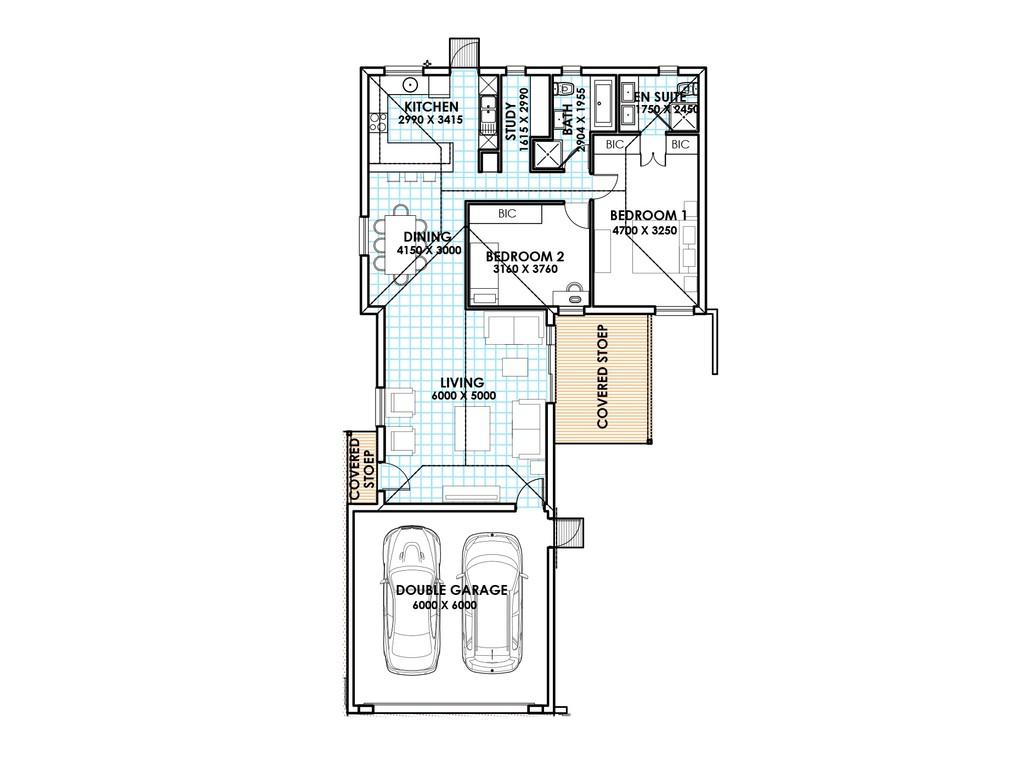 KITCHEN
2990 X 3415
STUDY
1615 X 2990
BATH
2904 X 1955
EN SUITE
1750 X 2450
BIC
BIC
BEDROOM 1
4700 X 3250
BIC
DINING
4150 X 3000
BEDROOM 2
3160 X 3760
COVERED STOEP
LIVING
6000 X 5000
COVERED
STOEP
DOUBLE GARAGE
6000 X 6000